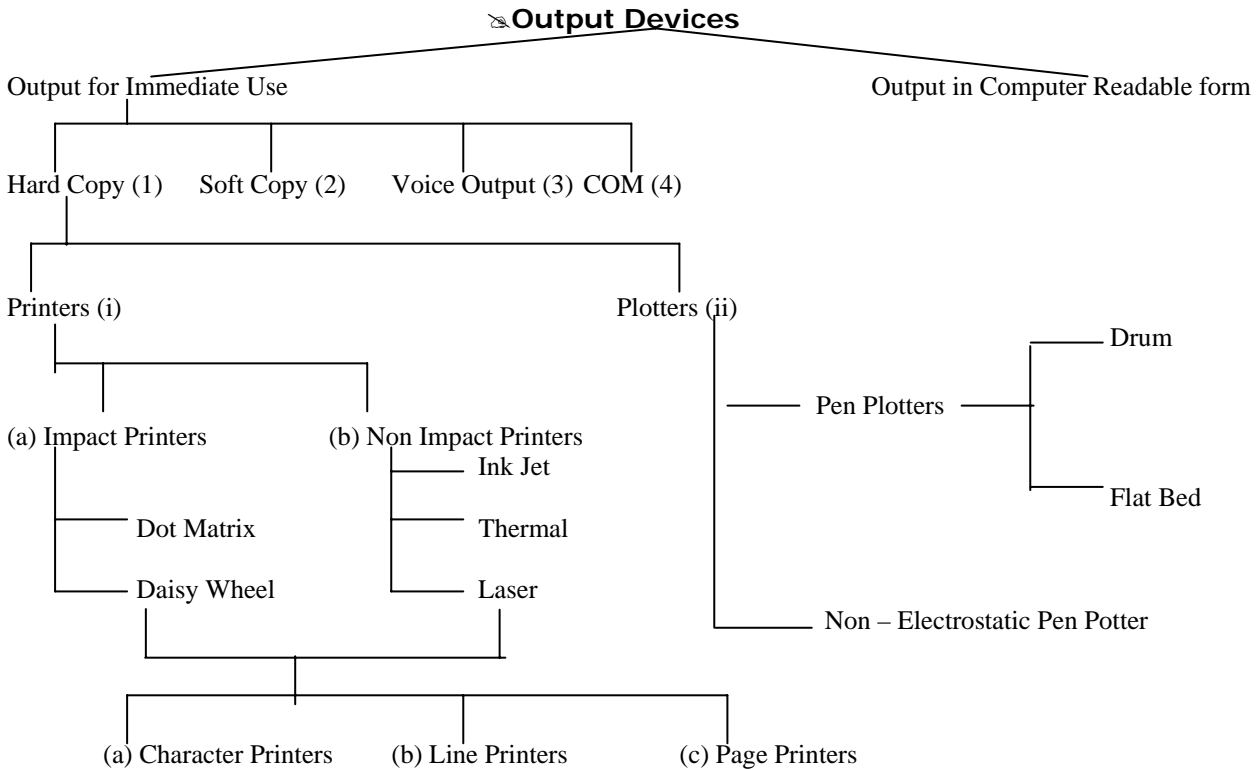 Output Devices
Output for Immediate Use
Output in Computer Readable form
Hard Copy (1)
Soft Copy (2)
Voice Output (3)
COM (4)
Printers (i)
Plotters (ii)
Drum
Pen Plotters
(a) Impact Printers
(b) Non Impact Printers
Ink Jet
Flat Bed
Dot Matrix
Thermal
Daisy Wheel
Laser
Non – Electrostatic Pen Potter
(a) Character Printers
(b) Line Printers
(c) Page Printers